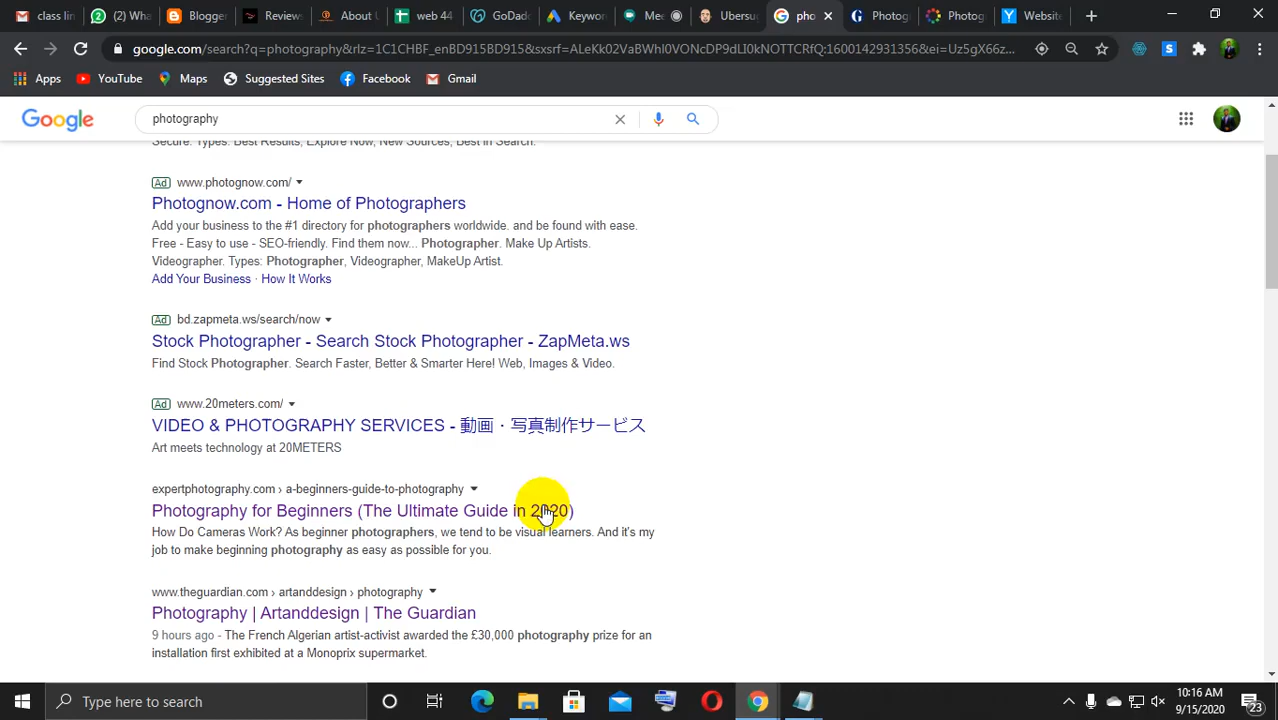 class lin
(2) Wha
Blogger
Reviews
About U
web 44
GoDadd
Keywor
Mee
Ubersug
pho
Photog
Photog
Website
google.com/search?q=photography&rlz=1C1CHBF_enBD915BD915&sxsrf=ALeKk02VaBWhI0VONcDP9dLI0kNOTTCRfQ:1600142931356&ei=Uz5gX66z...
Apps
YouTube
Maps
Suggested Sites
Facebook
Gmail
Google
photography
Secure. Types: Best Results, Explore Now, New Sources, Best in Search.
Ad www.photognow.com/
Photognow.com - Home of Photographers
Add your business to the #1 directory for photographers worldwide. and be found with ease.
Free - Easy to use - SEO-friendly. Find them now... Photographer. Make Up Artists.
Videographer. Types: Photographer, Videographer, MakeUp Artist.
Add Your Business · How It Works
Ad bd.zapmeta.ws/search/now
Stock Photographer - Search Stock Photographer - ZapMeta.ws
Find Stock Photographer. Search Faster, Better & Smarter Here! Web, Images & Video.
Ad www.20meters.com/
VIDEO & PHOTOGRAPHY SERVICES - 動画・写真制作サービス
Art meets technology at 20METERS
expertphotography.com › a-beginners-guide-to-photography
Photography for Beginners (The Ultimate Guide in 2020)
How Do Cameras Work? As beginner photographers, we tend to be visual learners. And it's my
job to make beginning photography as easy as possible for you.
www.theguardian.com › artanddesign › photography
Photography | Artanddesign | The Guardian
9 hours ago - The French Algerian artist-activist awarded the £30,000 photography prize for an
installation first exhibited at a Monoprix supermarket.
Type here to search
10:16 AM
9/15/2020
23